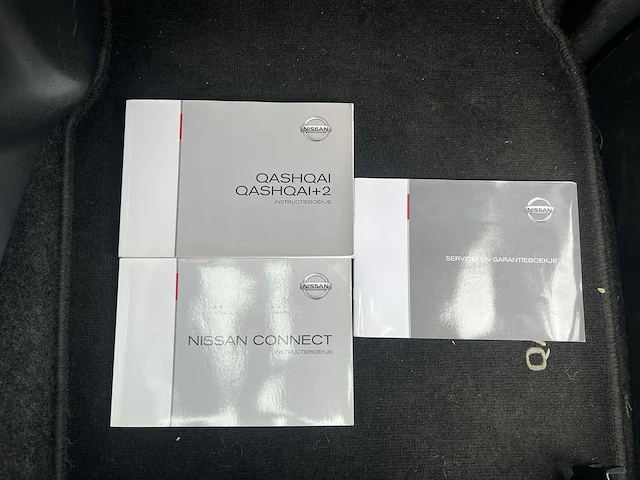 NISSAN
QASHQAI
QASHQAI+2
INSTRUCTIEBOEKJE
NISSAN
SERVICE- EN GARANTIEBOEKJE
NISSAN
NISSAN CONNECT
INSTRUCTIEBOEKJE